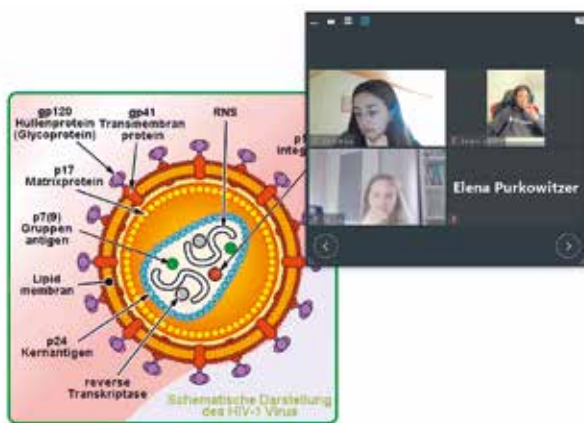 gp120
Hullenprotein
(Glycoprotein)
gp41
Transmembran
protein
RNS
p17
Matrixprotein
p7(9)
Gruppen
antigen
Lipid
membran
p24
Kernantigen
reverse
Transkriptase
Schematische Darstellung
des HIV-1 Virus
Elena Purkowitzer